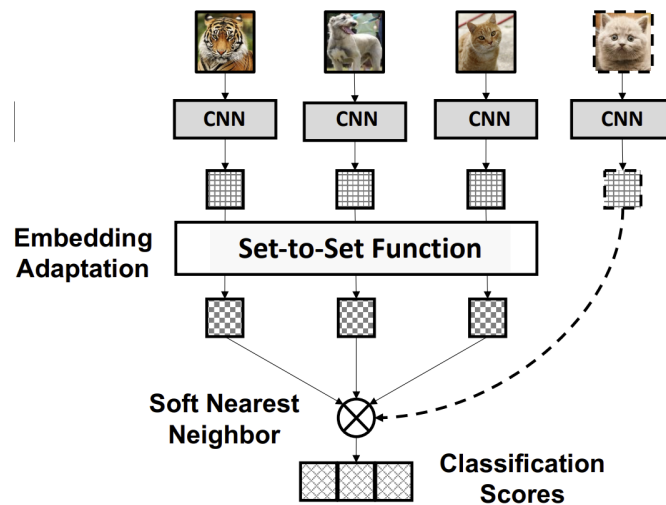 CNN
CNN
CNN
CNN
Embedding
Adaptation
Set-to-Set Function
Soft Nearest
Neighbor
Classification
Scores